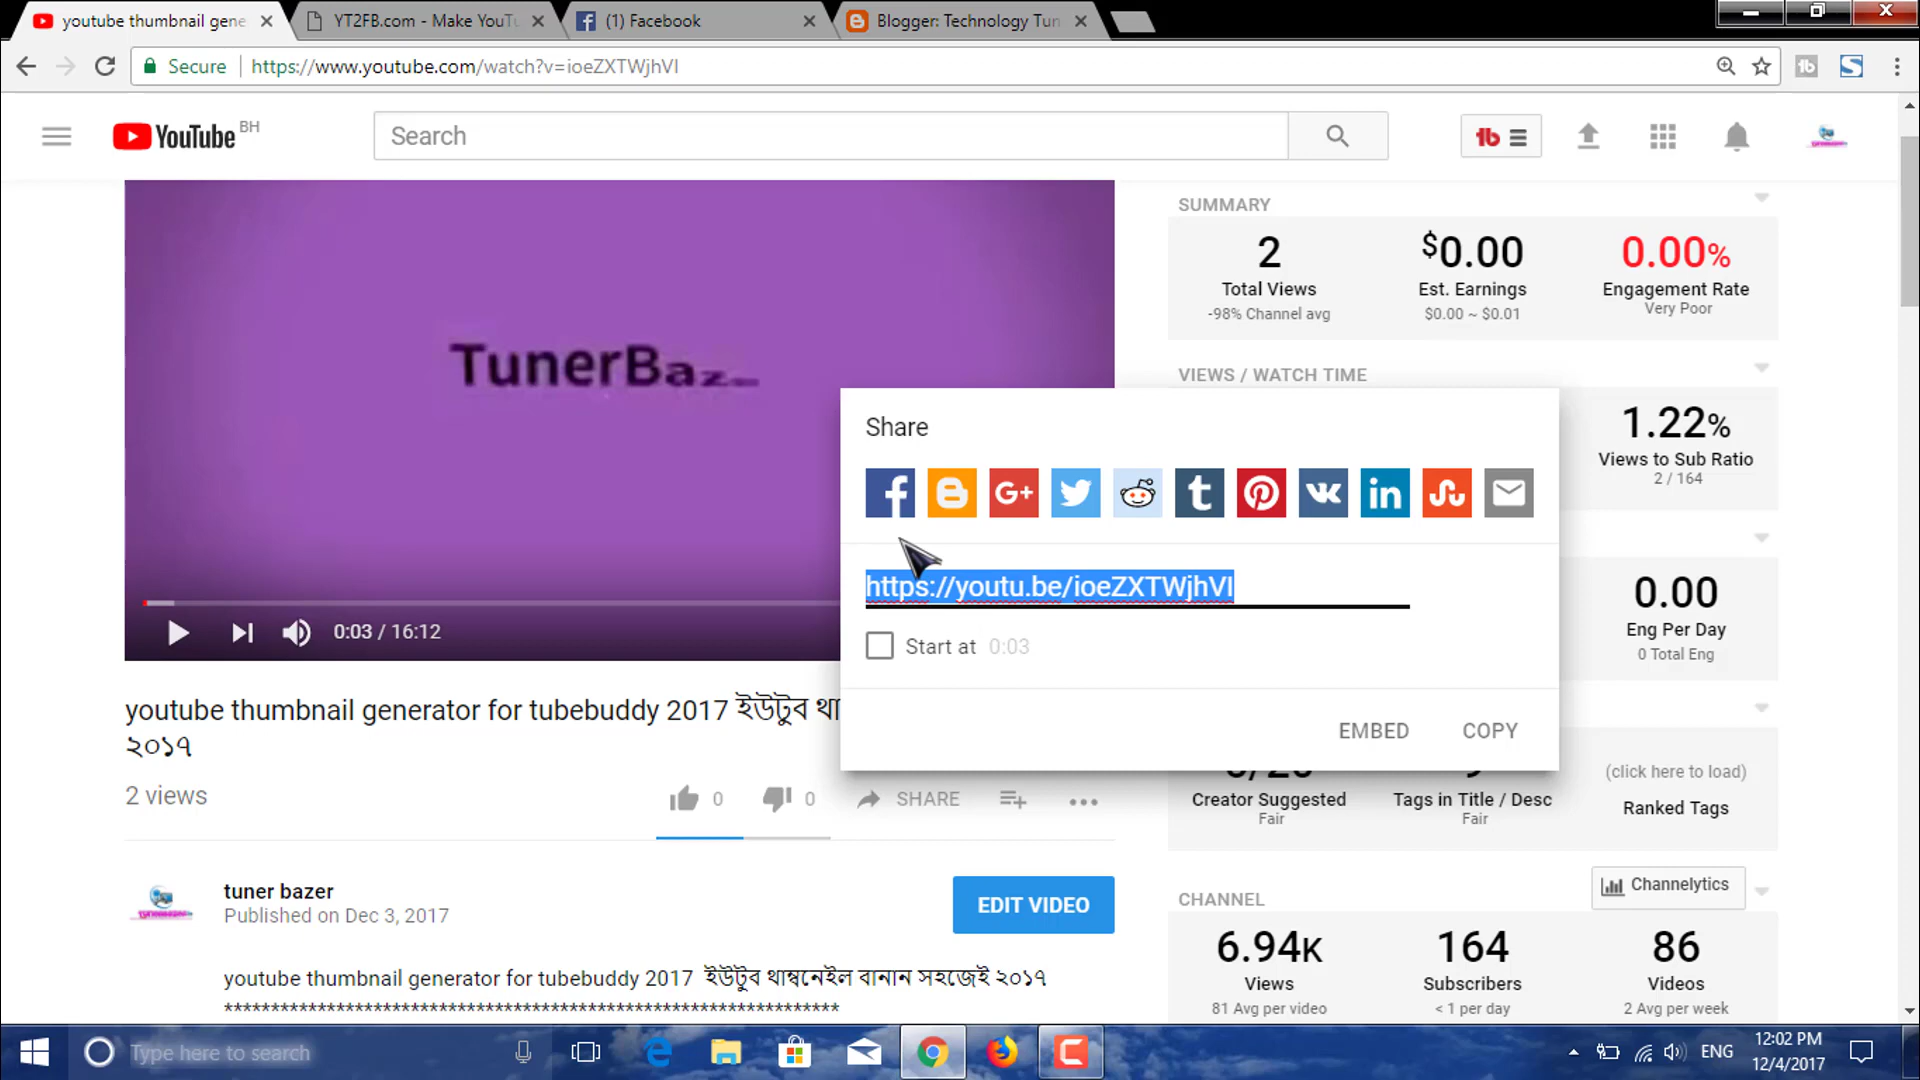 youtube thumbnail gene
YT2FB.com - Make YouTu
(1) Facebook
Blogger: Technology Tun
Secure
https://www.youtube.com/watch?v=ioeZXTWjhVI
YouTube BH
Search
TunerBaz
0:03 / 16:12
Share
https://youtu.be/ioeZXTWjhVI
Start at 0:03
EMBED
COPY
youtube thumbnail generator for tubebuddy 2017 ইউটুব থা
২০১৭
2 views
0
0
SHARE
tuner bazer
Published on Dec 3, 2017
EDIT VIDEO
youtube thumbnail generator for tubebuddy 2017 ইউটুব থাম্বনেইল বানান সহজেই ২০১৭
SUMMARY
2
Total Views
-98% Channel avg
$0.00
Est. Earnings
$0.00 ~ $0.01
0.00%
Engagement Rate
Very Poor
VIEWS / WATCH TIME
1.22%
Views to Sub Ratio
2 / 164
0.00
Eng Per Day
0 Total Eng
Creator Suggested
Fair
Tags in Title / Desc
Fair
(click here to load)
Ranked Tags
CHANNEL
Channelytics
6.94K
Views
81 Avg per video
164
Subscribers
< 1 per day
86
Videos
2 Avg per week
Type here to search
ENG
12:02 PM
12/4/2017